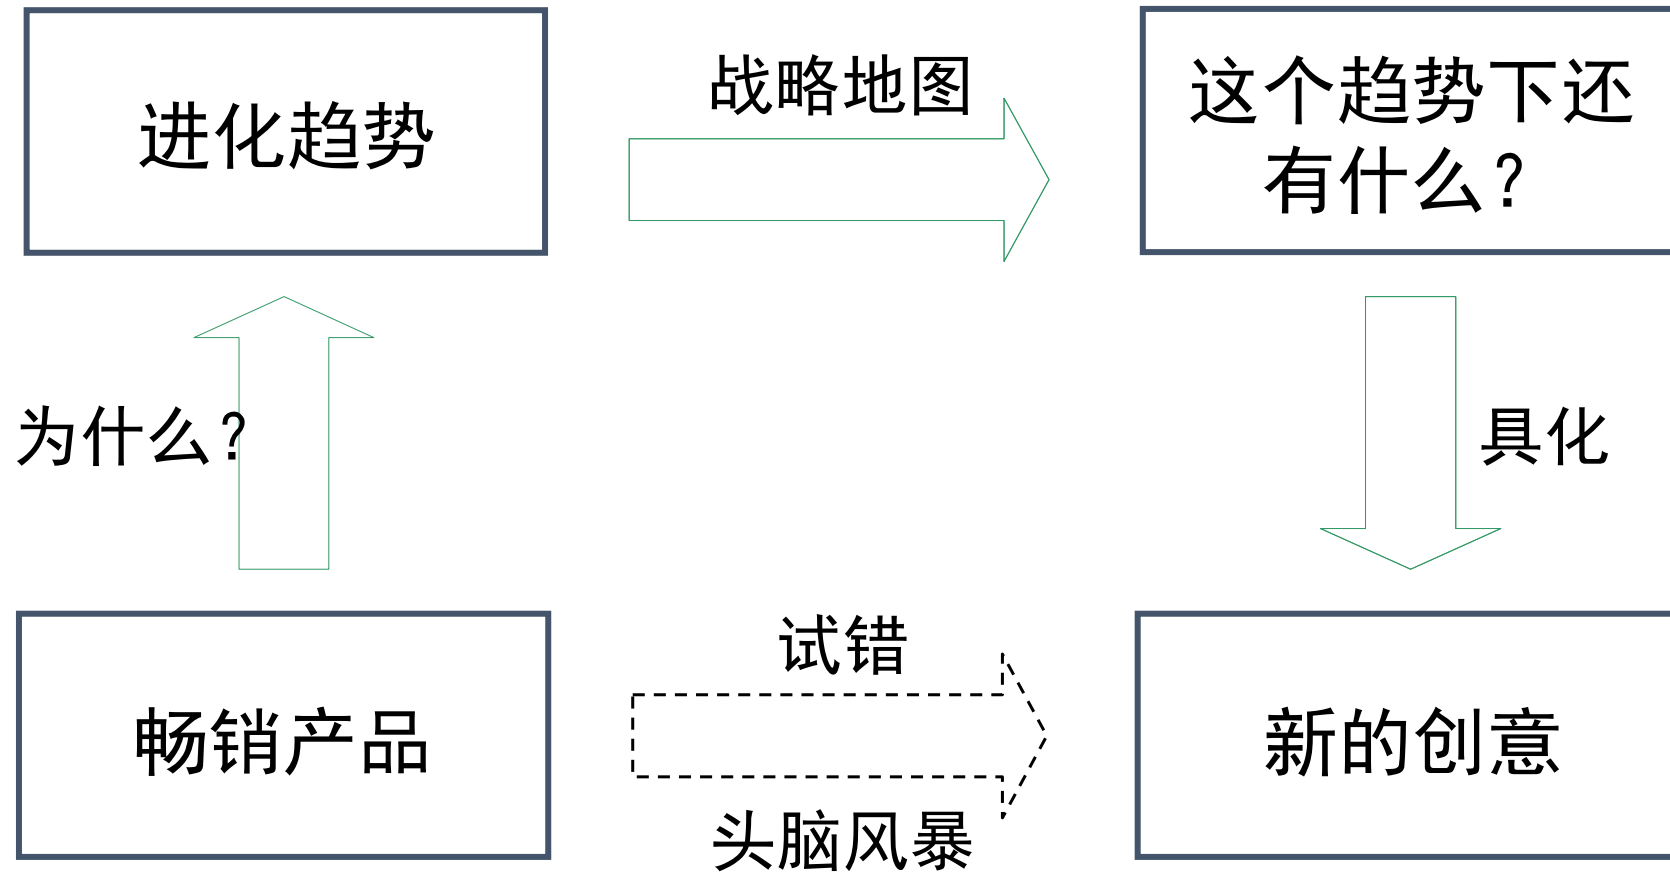 进化趋势
战略地图
这个趋势下还
有什么?
为什么?
具化
畅销产品
试错
头脑风暴
新的创意